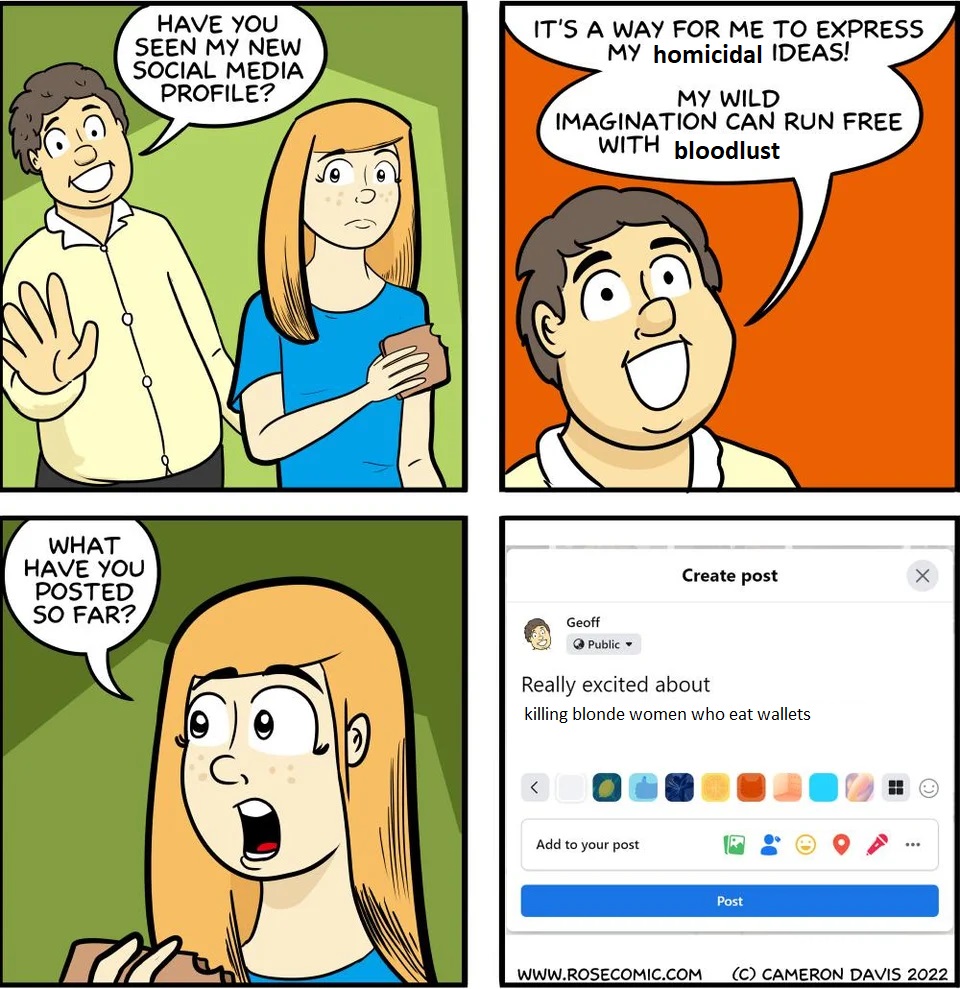 HAVE YOU
SEEN MY NEW
SOCIAL MEDIA
PROFILE?
IT'S A WAY FOR ME TO EXPRESS
MY homicidal IDEAS!
MY WILD
IMAGINATION CAN RUN FREE
WITH bloodlust
WHAT
HAVE YOU
POSTED
SO FAR?
Create post
Geoff
Public
Really excited about
killing blonde women who eat wallets
Add to your post
Post
WWW.ROSECOMIC.COM (C) CAMERON DAVIS 2022